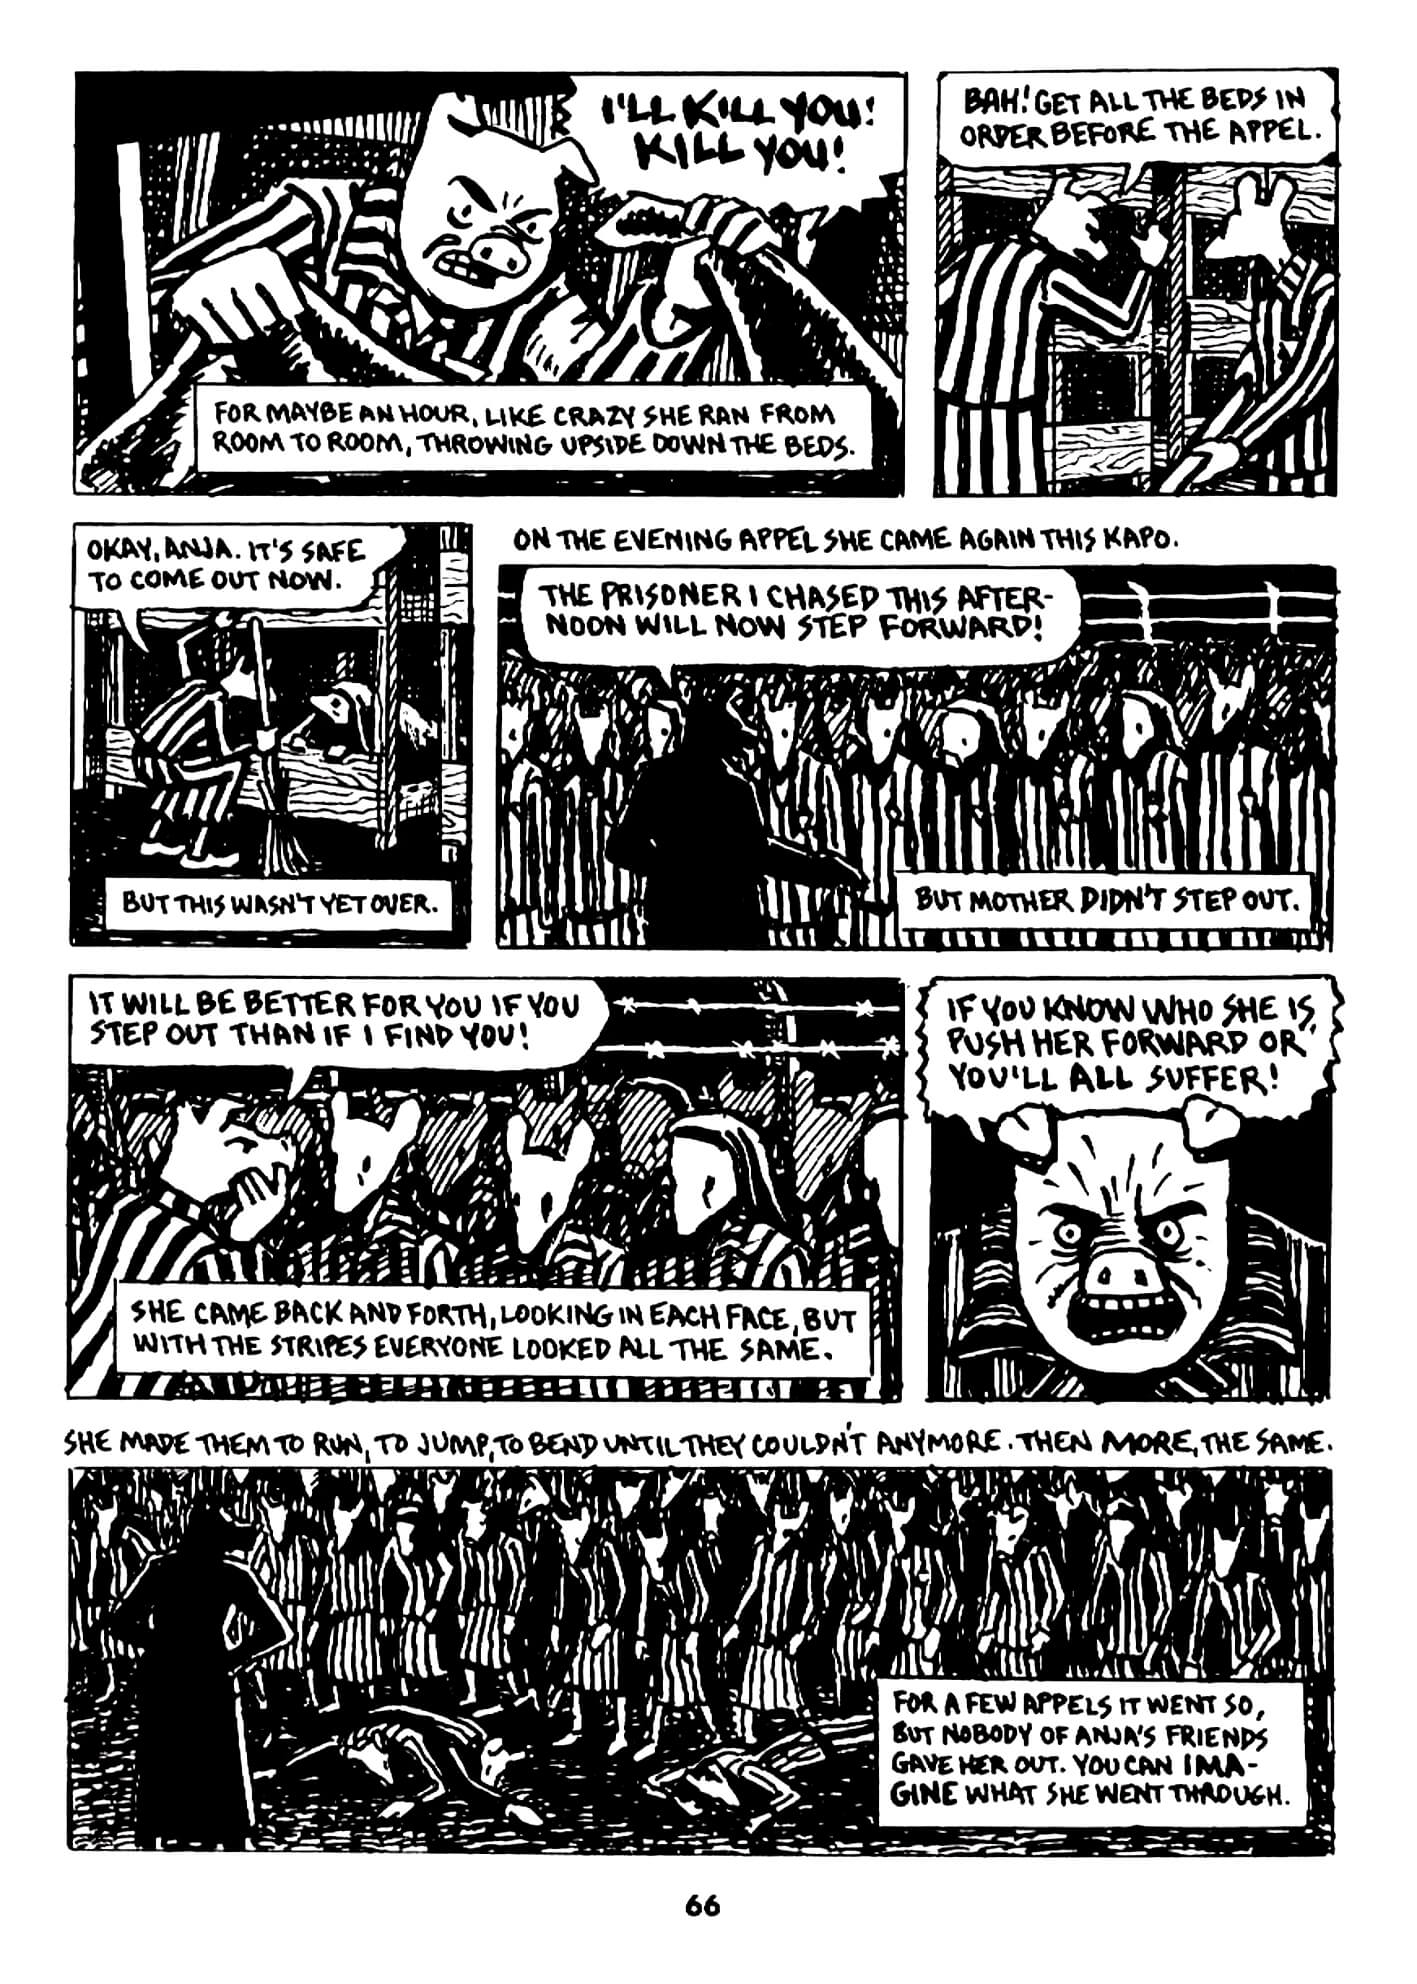 I'LL KILL YOU!
KILL YOU!
FOR MAYBE AN HOUR, LIKE CRAZY SHE RAN FROM
ROOM TO ROOM, THROWING UPSIDE DOWN THE BEDS.
BAH! GET ALL THE BEDS IN
ORDER BEFORE THE APPEL.
OKAY, ANJA. IT'S SAFE
TO COME OUT NOW.
BUT THIS WASN'T YET OVER.
ON THE EVENING APPEL SHE CAME AGAIN THIS KAPO.
THE PRISONER I CHASED THIS AFTER-
NOON WILL NOW STEP FORWARD!
BUT MOTHER DIDN'T STEP OUT.
IT WILL BE BETTER FOR YOU IF YOU
STEP OUT THAN IF I FIND YOU!
SHE CAME BACK AND FORTH, LOOKING IN EACH FACE, BUT
WITH THE STRIPES EVERYONE LOOKED ALL THE SAME.
IF YOU KNOW WHO SHE IS,
PUSH HER FORWARD OR
YOU'LL ALL SUFFER!
SHE MADE THEM TO RUN, TO JUMP, TO BEND UNTIL THEY COULDN'T ANYMORE. THEN MORE, THE SAME.
FOR A FEW APPELS IT WENT SO,
BUT NOBODY OF ANJA'S FRIENDS
GAVE HER OUT. YOU CAN IMA-
GINE WHAT SHE WENT THROUGH.
66